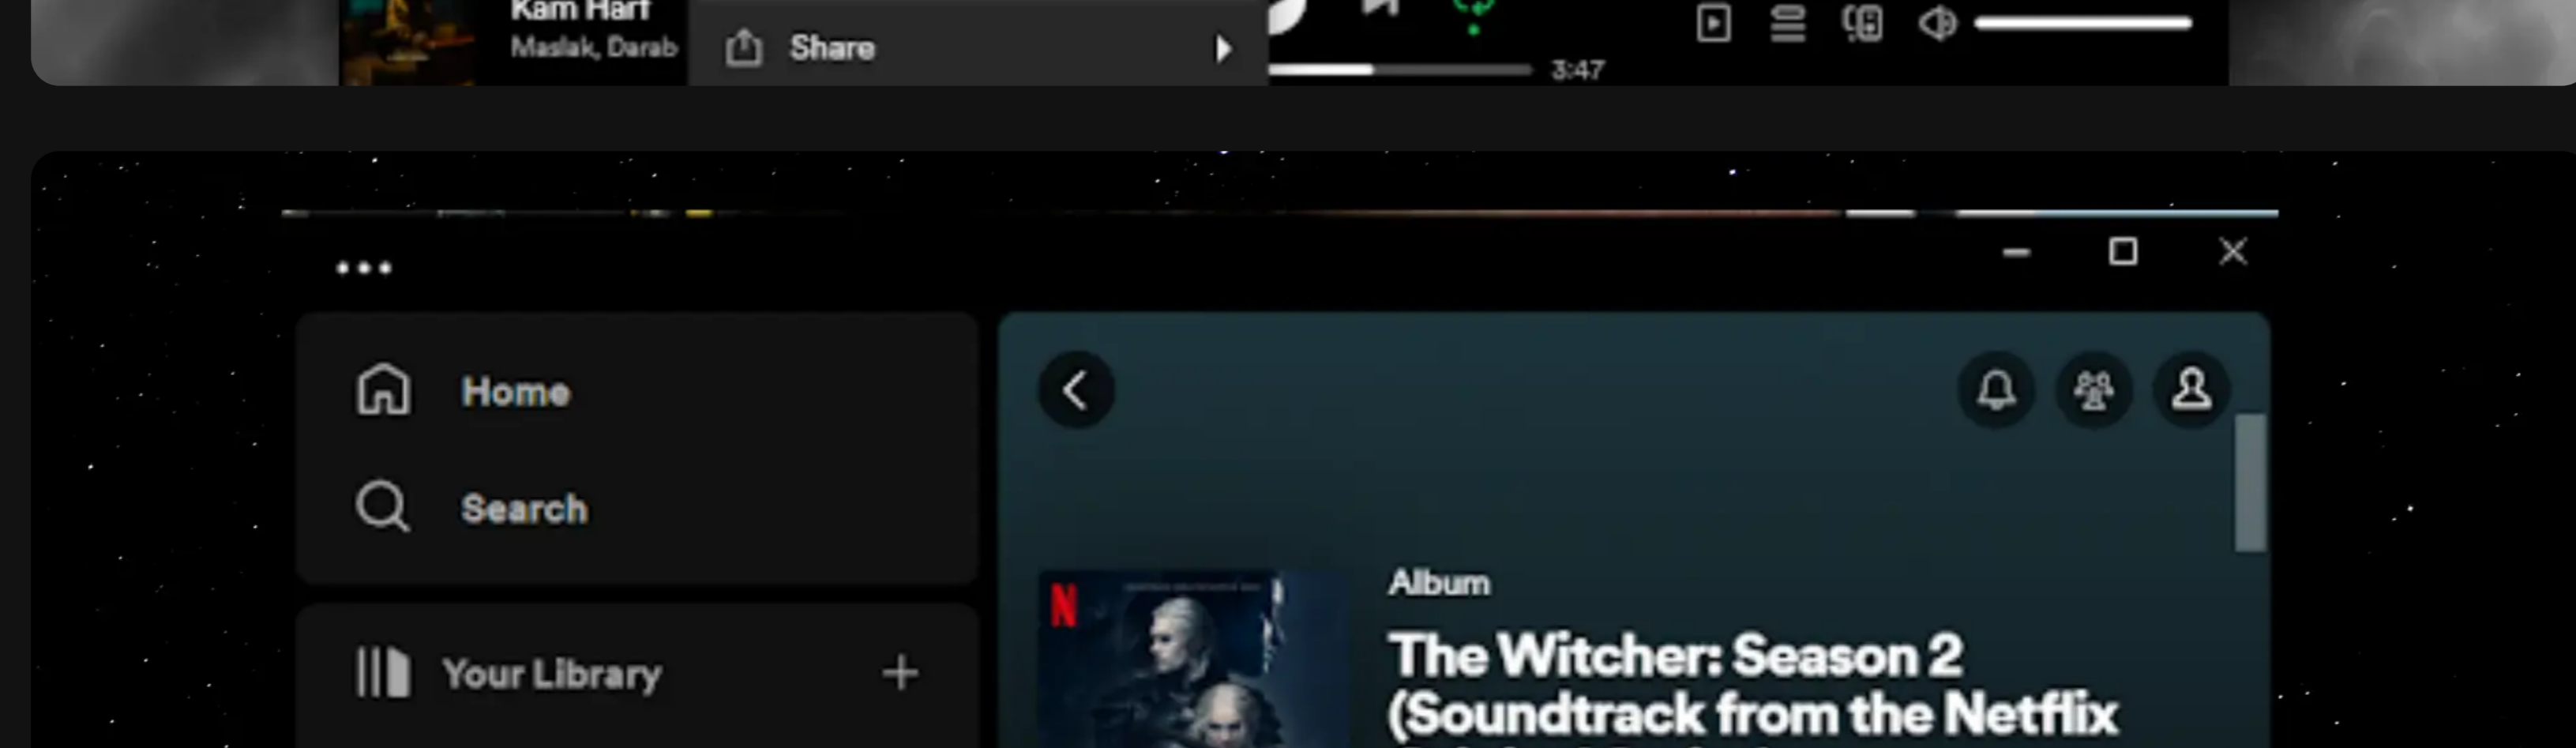 Kam Harf
Maslak, Darab
Share
3:47
Home
Search
Your Library
Album
The Witcher: Season 2
(Soundtrack from the Netflix
N